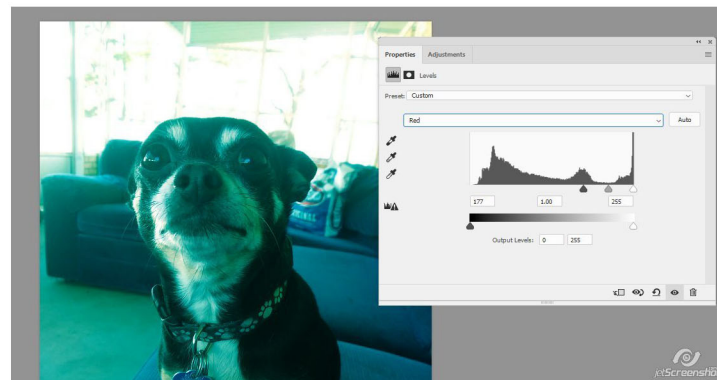 Properties Adjustments
Levels
Preset: Custom
Red Auto
177 1.00 255
Output Levels: 0 255
jetScreenshot